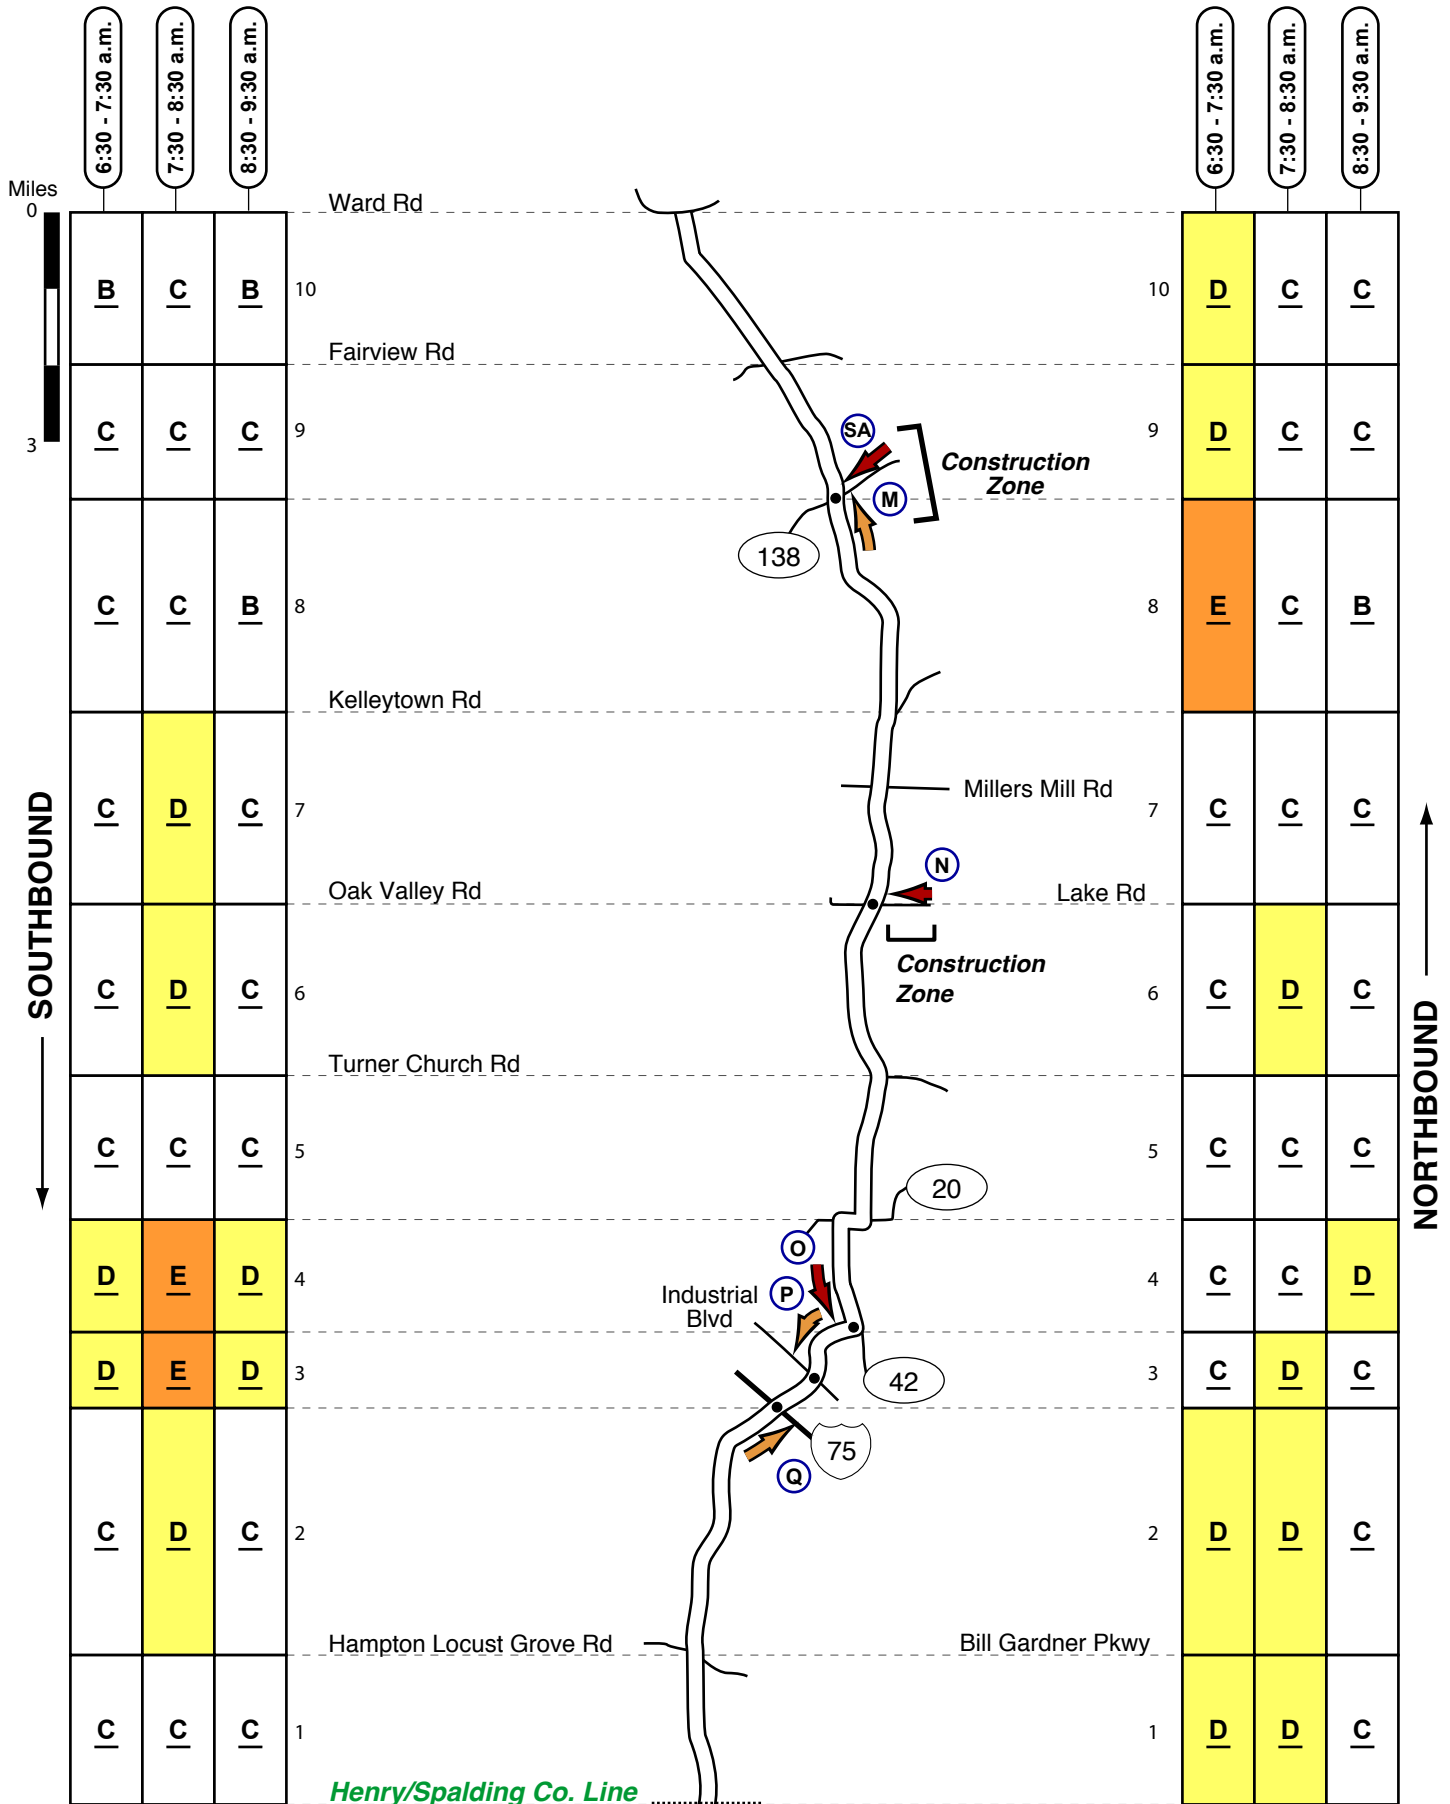 6:30 - 7:30 a.m.
7:30 - 8:30 a.m.
8:30 - 9:30 a.m.
6:30 - 7:30 a.m.
7:30 - 8:30 a.m.
8:30 - 9:30 a.m.
Miles
0
3
Ward Rd
B C B 10
10 D C C
Fairview Rd
C C C 9
SA
M
Construction
Zone
9 D C C
138
C C B 8
8 E C B
Kelleytown Rd
Millers Mill Rd
C D C 7
7 C C C
SOUTHBOUND
NORTHBOUND
N
Oak Valley Rd
Lake Rd
Construction
Zone
C D C 6
6 C D C
Turner Church Rd
C C C 5
5 C C C
20
O
D E D 4
P
Industrial
Blvd
4 C C D
D E D 3
42
3 C D C
75
Q
C D C 2
2 D D C
Hampton Locust Grove Rd
Bill Gardner Pkwy
C C C 1
1 D D C
Henry/Spalding Co. Line